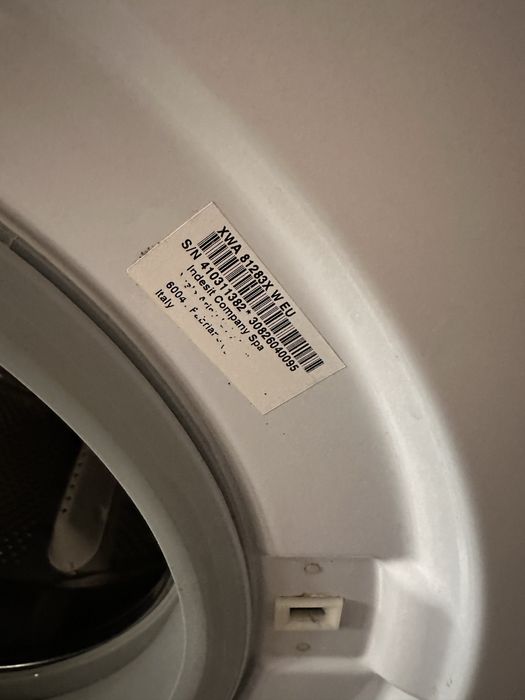 XWA 81283X W EU
S/N 410311382 * 30826040095
Indesit Company Spa
Italy